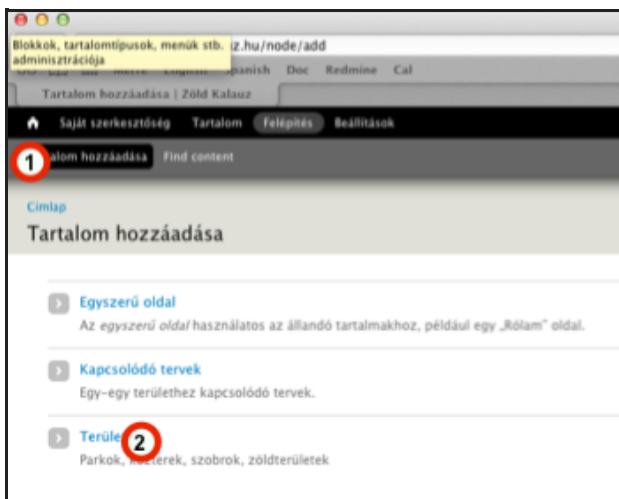 Blokkok, tartalomtípusok, menük stb.
adminisztrációja
z.hu/node/add
English Spanish Doc Redmine Cal
Tartalom hozzáadása | Zöld Kalauz
Saját szerkesztőség Tartalom Felépítés Beállítások
1 alom hozzáadása Find content
Címlap
Tartalom hozzáadása
Egyszerű oldal
Az egyszerű oldal használatos az állandó tartalmakhoz, például egy „Rólam” oldal.
Kapcsolódó tervek
Egy-egy területhez kapcsolódó tervek.
Terüle 2
Parkok, közterek, szobrok, zöldterületek